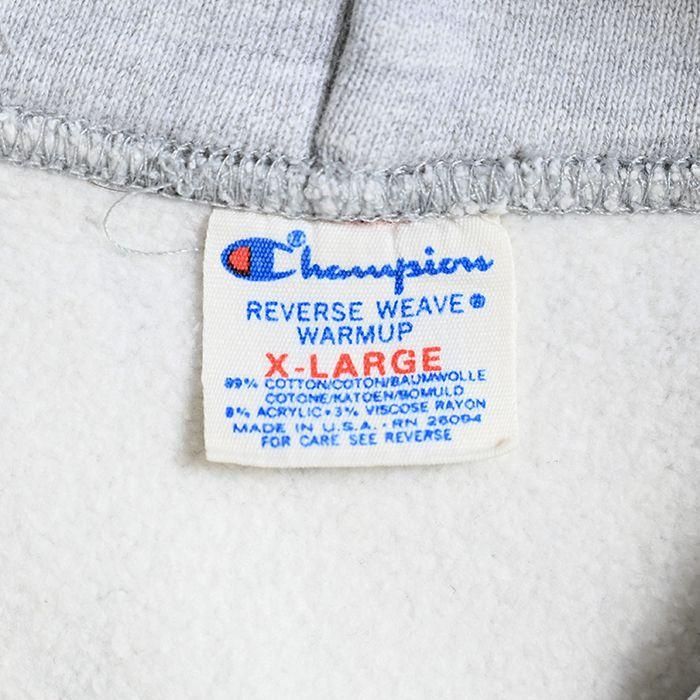 Champion®
REVERSE WEAVE®
WARMUP
X-LARGE
89% COTTON/COTON/BAUMWOLLE
COTONE/KATOEN/BOMULD
8% ACRYLIC • 3% VISCOSE RAYON
MADE IN U.S.A. • RN 26094
FOR CARE SEE REVERSE